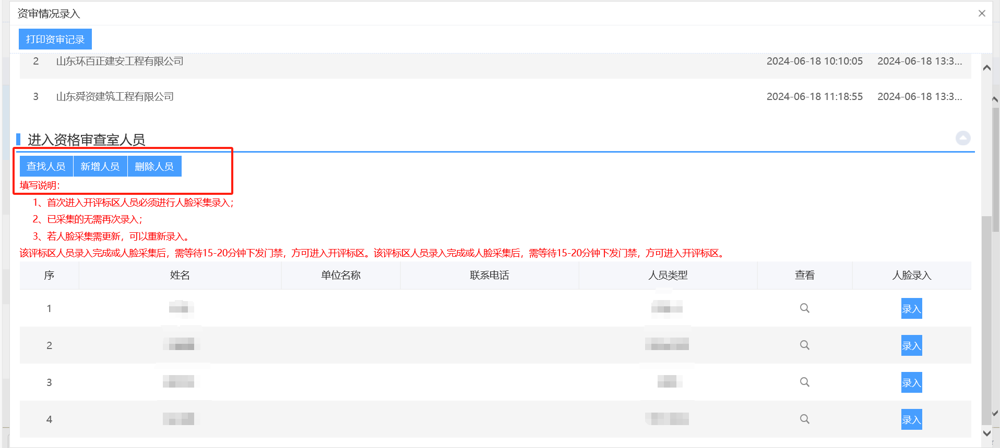 资审情况录入
打印资审记录
2 山东环百正建安工程有限公司 2024-06-18 10:10:05 2024-06-18 13:3...
3 山东舜资建筑工程有限公司 2024-06-18 11:18:55 2024-06-18 13:3...
进入资格审查室人员
查找人员 新增人员 删除人员
填写说明：
1、首次进入开评标区人员必须进行人脸采集录入；
2、已采集的无需再次录入；
3、若人脸采集需更新，可以重新录入。
该评标区人员录入完成或人脸采集后，需等待15-20分钟下发门禁，方可进入开评标区。该评标区人员录入完成或人脸采集后，需等待15-20分钟下发门禁，方可进入开评标区。
序 姓名 单位名称 联系电话 人员类型 查看 人脸录入
1 录入
2 录入
3 录入
4 录入